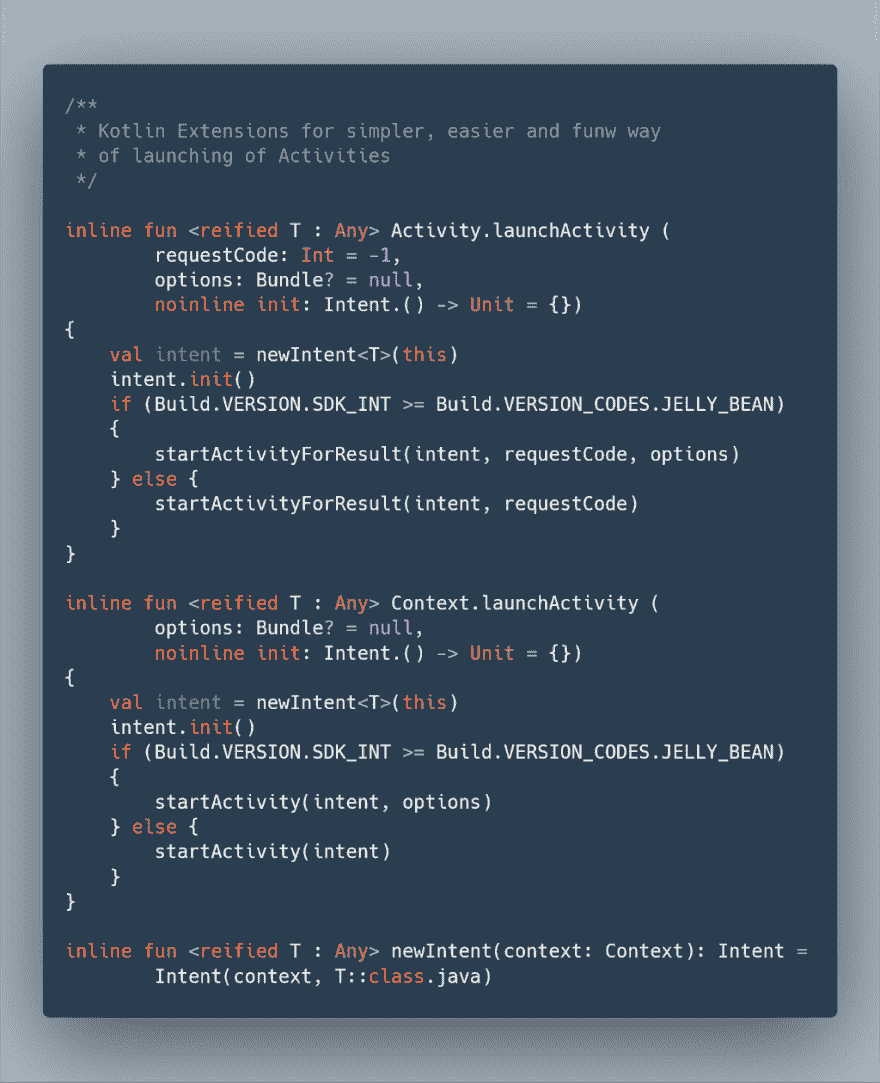 /**
 * Kotlin Extensions for simpler, easier and funw way
 * of launching of Activities
 */
inline fun <reified T : Any> Activity.launchActivity (
        requestCode: Int = -1,
        options: Bundle? = null,
        noinline init: Intent.() -> Unit = {})
{
    val intent = newIntent<T>(this)
    intent.init()
    if (Build.VERSION.SDK_INT >= Build.VERSION_CODES.JELLY_BEAN)
    {
        startActivityForResult(intent, requestCode, options)
    } else {
        startActivityForResult(intent, requestCode)
    }
}
inline fun <reified T : Any> Context.launchActivity (
        options: Bundle? = null,
        noinline init: Intent.() -> Unit = {})
{
    val intent = newIntent<T>(this)
    intent.init()
    if (Build.VERSION.SDK_INT >= Build.VERSION_CODES.JELLY_BEAN)
    {
        startActivity(intent, options)
    } else {
        startActivity(intent)
    }
}
inline fun <reified T : Any> newIntent(context: Context): Intent =
        Intent(context, T::class.java)